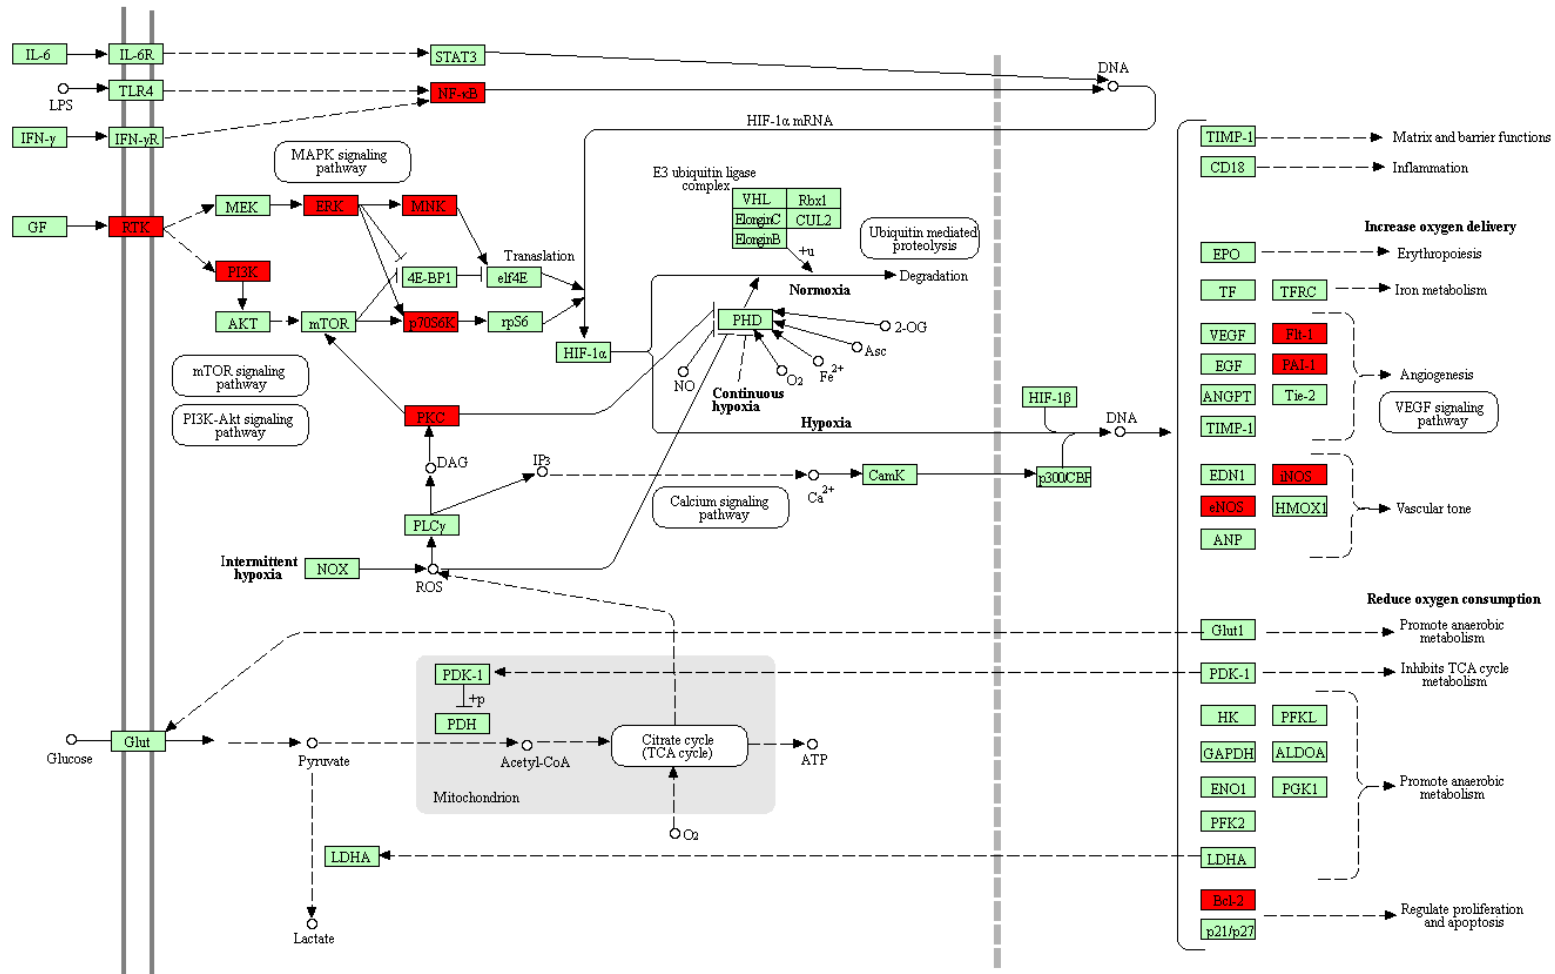 IL-6
IL-6R
STAT3
DNA
LPS
TLR4
NF-κB
IFN-γ
IFN-γR
HIF-1α mRNA
MAPK signaling
pathway
E3 ubiquitin ligase
complex
VHL
Rbx1
ElonginC
CUL2
ElonginB
+u
Ubiquitin mediated
proteolysis
GF
RTK
MEK
ERK
MNK
PI3K
Translation
4E-BP1
eIf4E
Degradation
Normoxia
AKT
mTOR
p70S6K
rpS6
PHD
2-OG
Asc
Fe2+
O2
NO
HIF-1α
Continuous
hypoxia
mTOR signaling
pathway
PI3K-Akt signaling
pathway
PKC
Hypoxia
HIF-1β
DNA
DAG
IP3
Ca2+
CamK
p300/CBP
Calcium signaling
pathway
PLCγ
Intermittent
hypoxia
NOX
ROS
TIMP-1
Matrix and barrier functions
CD18
Inflammation
Increase oxygen delivery
EPO
Erythropoiesis
TF
TFRC
Iron metabolism
VEGF
Flt-1
EGF
PAI-1
Angiogenesis
ANGPT
Tie-2
TIMP-1
VEGF signaling
pathway
EDN1
iNOS
eNOS
HMOX1
Vascular tone
ANP
Reduce oxygen consumption
Glut1
Promote anaerobic
metabolism
PDK-1
Inhibits TCA cycle
metabolism
HK
PFKL
GAPDH
ALDOA
ENO1
PGK1
Promote anaerobic
metabolism
PFK2
LDHA
Bcl-2
p21/p27
Regulate proliferation
and apoptosis
PDK-1
+p
PDH
Glucose
Glut
Pyruvate
Acetyl-CoA
Citrate cycle
(TCA cycle)
ATP
Mitochondrion
O2
LDHA
Lactate